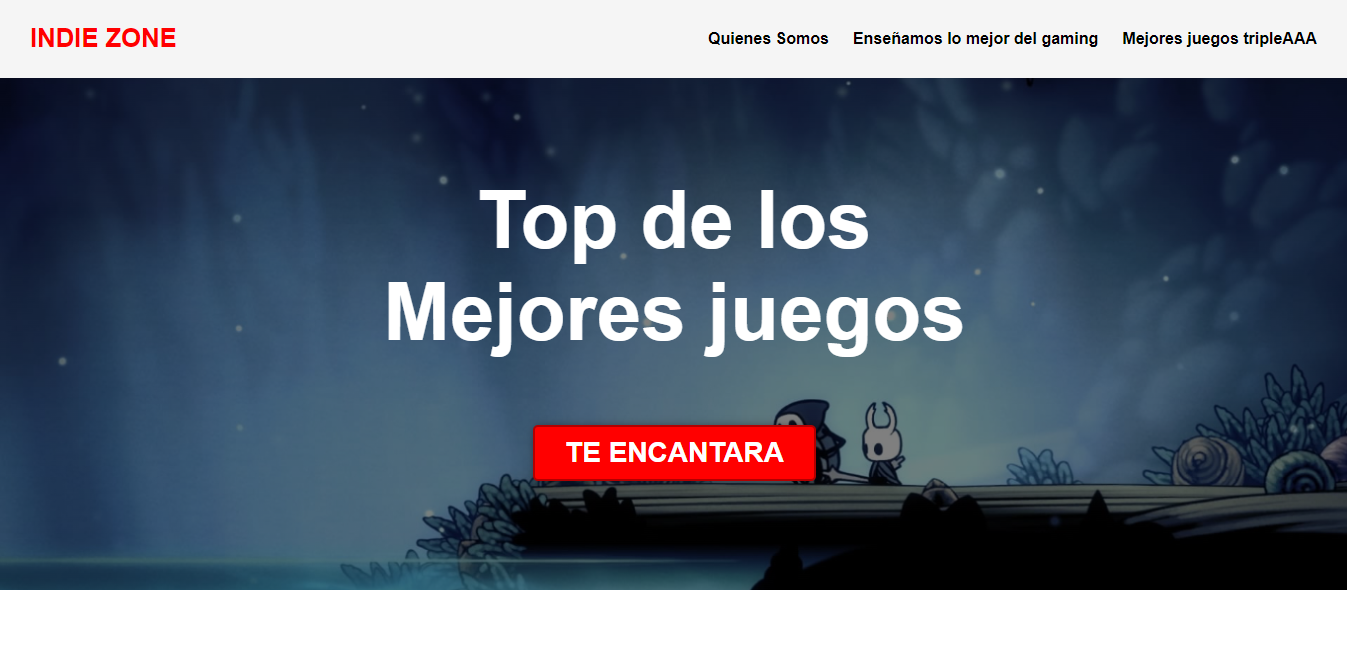 INDIE ZONE
Quienes Somos
Enseñamos lo mejor del gaming
Mejores juegos tripleAAA
Top de los
Mejores juegos
TE ENCANTARA